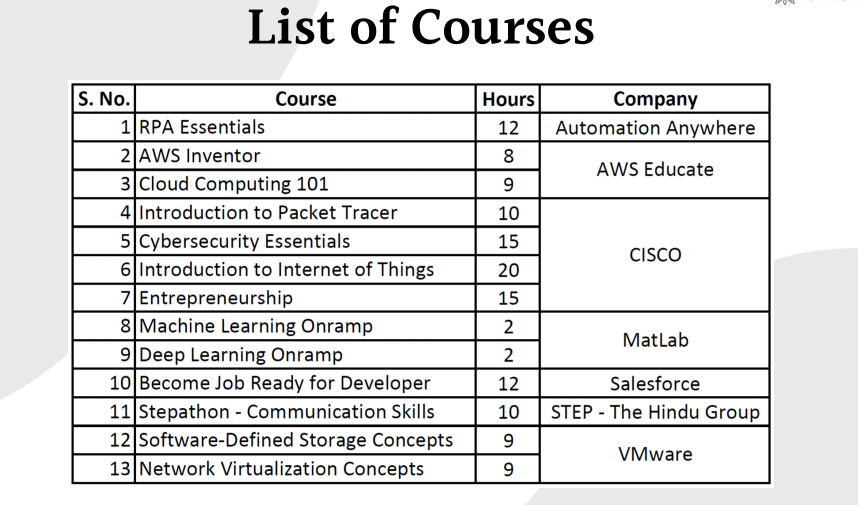 List of Courses
S. No. Course Hours Company
1 RPA Essentials 12 Automation Anywhere
2 AWS Inventor 8 AWS Educate
3 Cloud Computing 101 9
4 Introduction to Packet Tracer 10 CISCO
5 Cybersecurity Essentials 15
6 Introduction to Internet of Things 20
7 Entrepreneurship 15
8 Machine Learning Onramp 2 MatLab
9 Deep Learning Onramp 2
10 Become Job Ready for Developer 12 Salesforce
11 Stepathon - Communication Skills 10 STEP - The Hindu Group
12 Software-Defined Storage Concepts 9 VMware
13 Network Virtualization Concepts 9